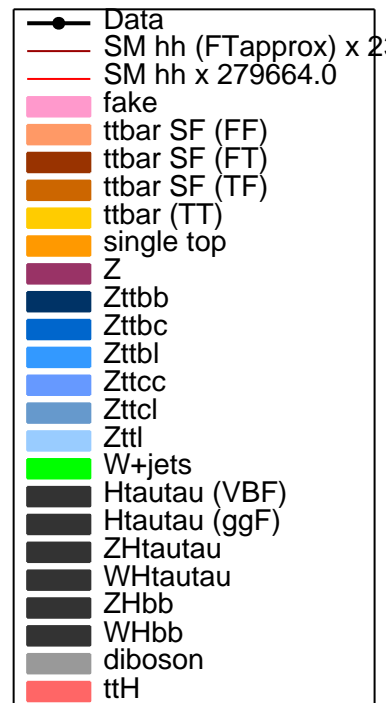 Data
SM hh (FTapprox) x 23
SM hh x 279664.0
fake
ttbar SF (FF)
ttbar SF (FT)
ttbar SF (TF)
ttbar (TT)
single top
Z
Zttbb
Zttbc
Zttbl
Zttcc
Zttcl
Zttl
W+jets
Htautau (VBF)
Htautau (ggF)
ZHtautau
WHtautau
ZHbb
WHbb
diboson
ttH